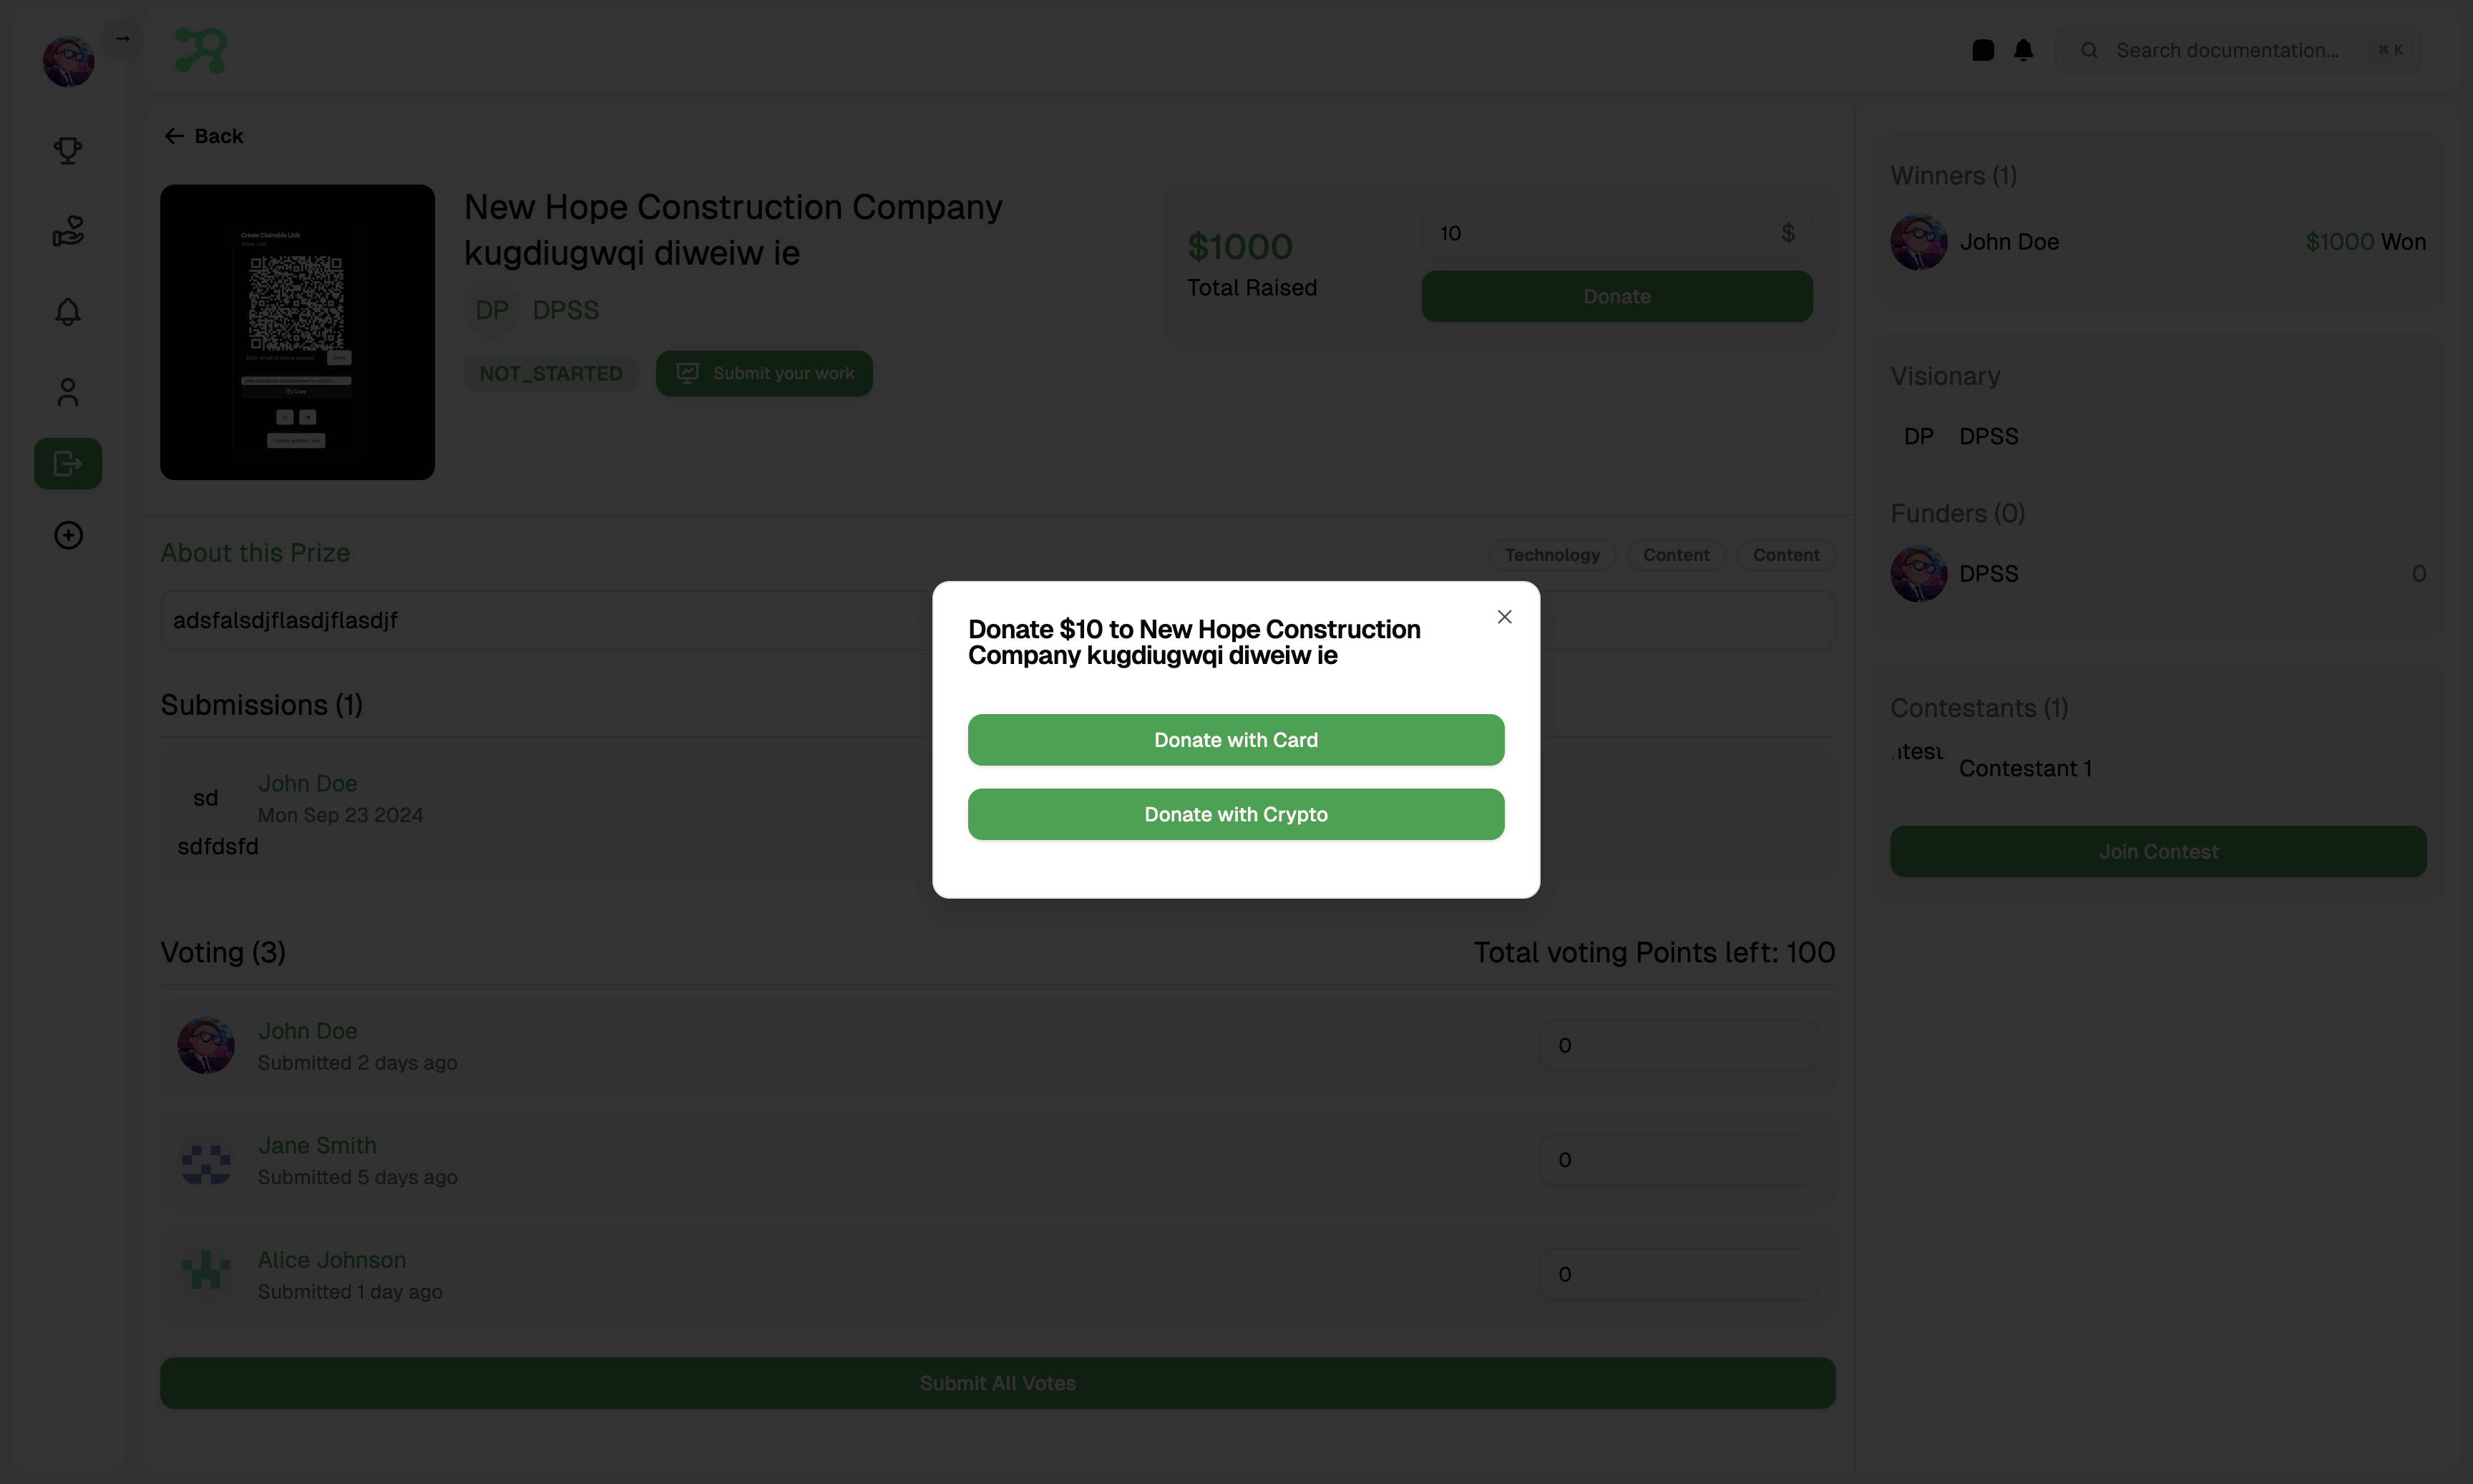 Search documentation...
⌘ K
Back
New Hope Construction Company
kugdiugwqi diweiw ie
DP DPSS
NOT_STARTED
Submit your work
Create Claimable Link
Copy
$1000
Total Raised
10 $
Donate
About this Prize
Technology Content Content
adsfalsdjflasdjflasdjf
Submissions (1)
sd
John Doe
Mon Sep 23 2024
sdfdsfd
Voting (3)
Total voting Points left: 100
John Doe
Submitted 2 days ago
0
Jane Smith
Submitted 5 days ago
0
Alice Johnson
Submitted 1 day ago
0
Submit All Votes
Donate $10 to New Hope Construction
Company kugdiugwqi diweiw ie
Donate with Card
Donate with Crypto
Winners (1)
John Doe $1000 Won
Visionary
DP DPSS
Funders (0)
DPSS 0
Contestants (1)
Contestant 1
Join Contest